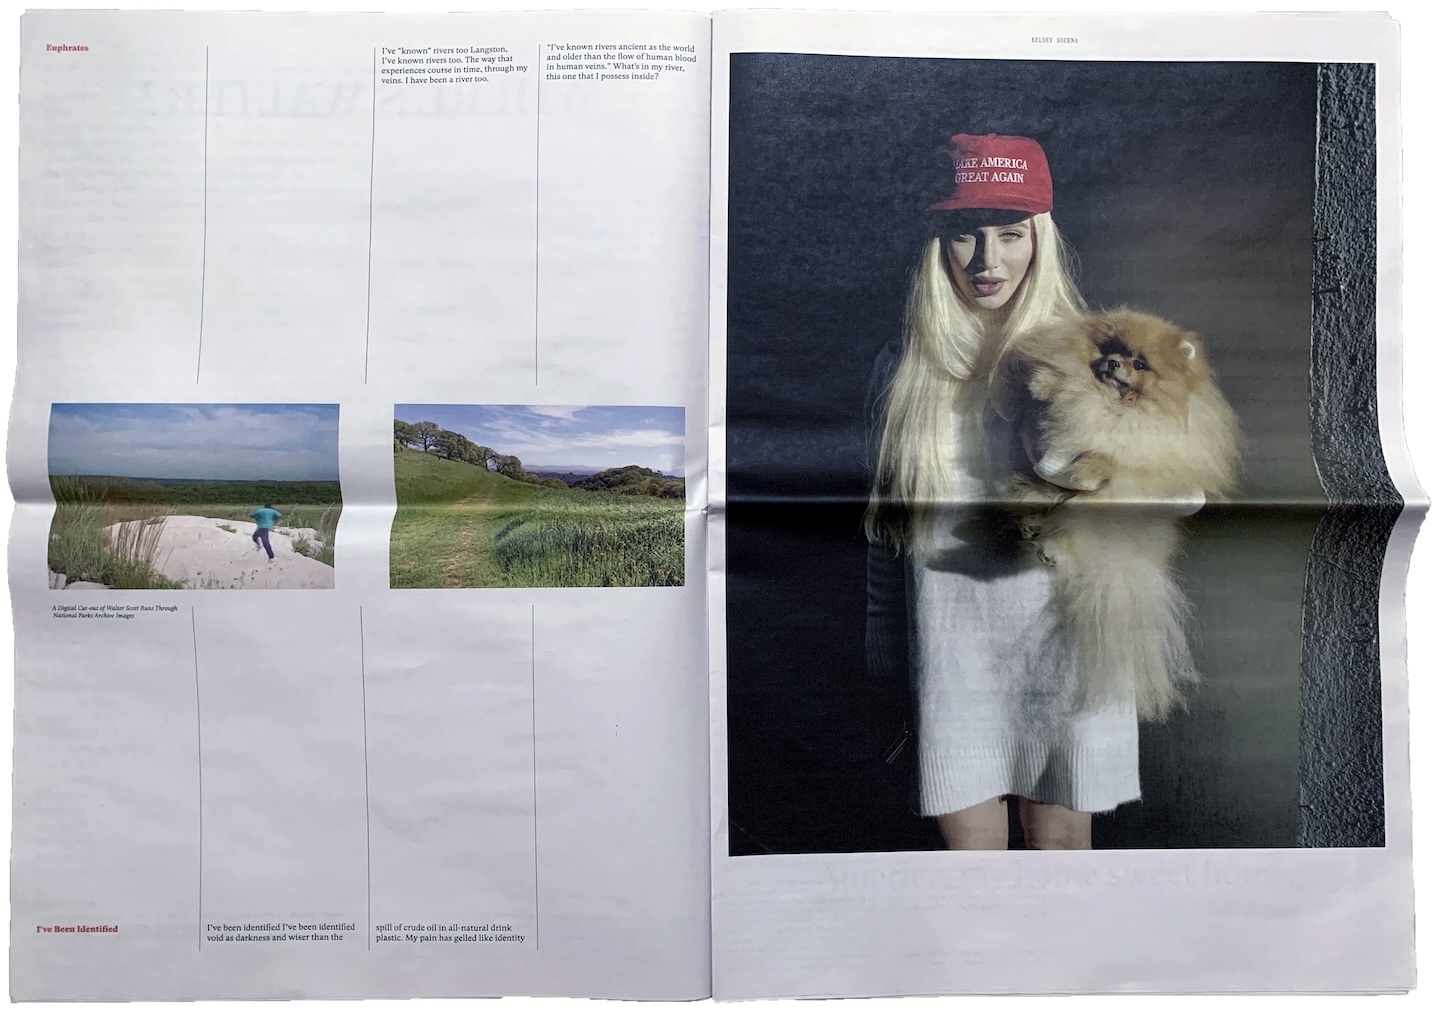 Euphrates
I've "known" rivers too Langston,
I've known rivers too. The way that
experiences course in time, through my
veins. I have been a river too.
"I've known rivers ancient as the world
and older than the flow of human blood
in human veins." What's in my river,
this one that I possess inside?
A Digital Cut-out of Walter Scott Runs Through
National Parks Archive Images
I've Been Identified
I've been identified I've been identified
void as darkness and wiser than the
spill of crude oil in all-natural drink
plastic. My pain has gelled like identity
KELSEY SUCENA
MAKE AMERICA
GREAT AGAIN